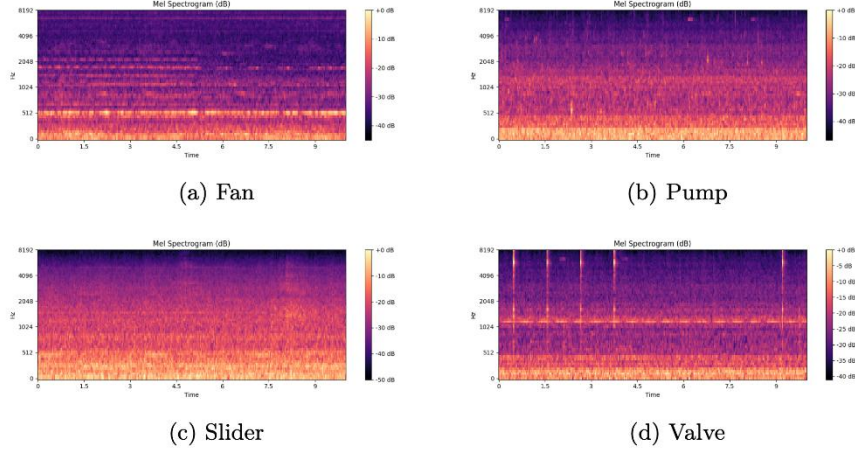 Mel Spectrogram (dB)
8192
4096
2048
1024
512
0
Hz
0 1.5 3 4.5 6 7.5 9
Time
+0 dB
-10 dB
-20 dB
-30 dB
-40 dB
(a) Fan
Mel Spectrogram (dB)
8192
4096
2048
1024
512
0
Hz
0 1.5 3 4.5 6 7.5 9
Time
+0 dB
-10 dB
-20 dB
-30 dB
-40 dB
(b) Pump
Mel Spectrogram (dB)
8192
4096
2048
1024
512
0
Hz
0 1.5 3 4.5 6 7.5 9
Time
+0 dB
-10 dB
-20 dB
-30 dB
-40 dB
-50 dB
(c) Slider
Mel Spectrogram (dB)
8192
4096
2048
1024
512
0
Hz
0 1.5 3 4.5 6 7.5 9
Time
+0 dB
-5 dB
-10 dB
-15 dB
-20 dB
-25 dB
-30 dB
-35 dB
-40 dB
(d) Valve